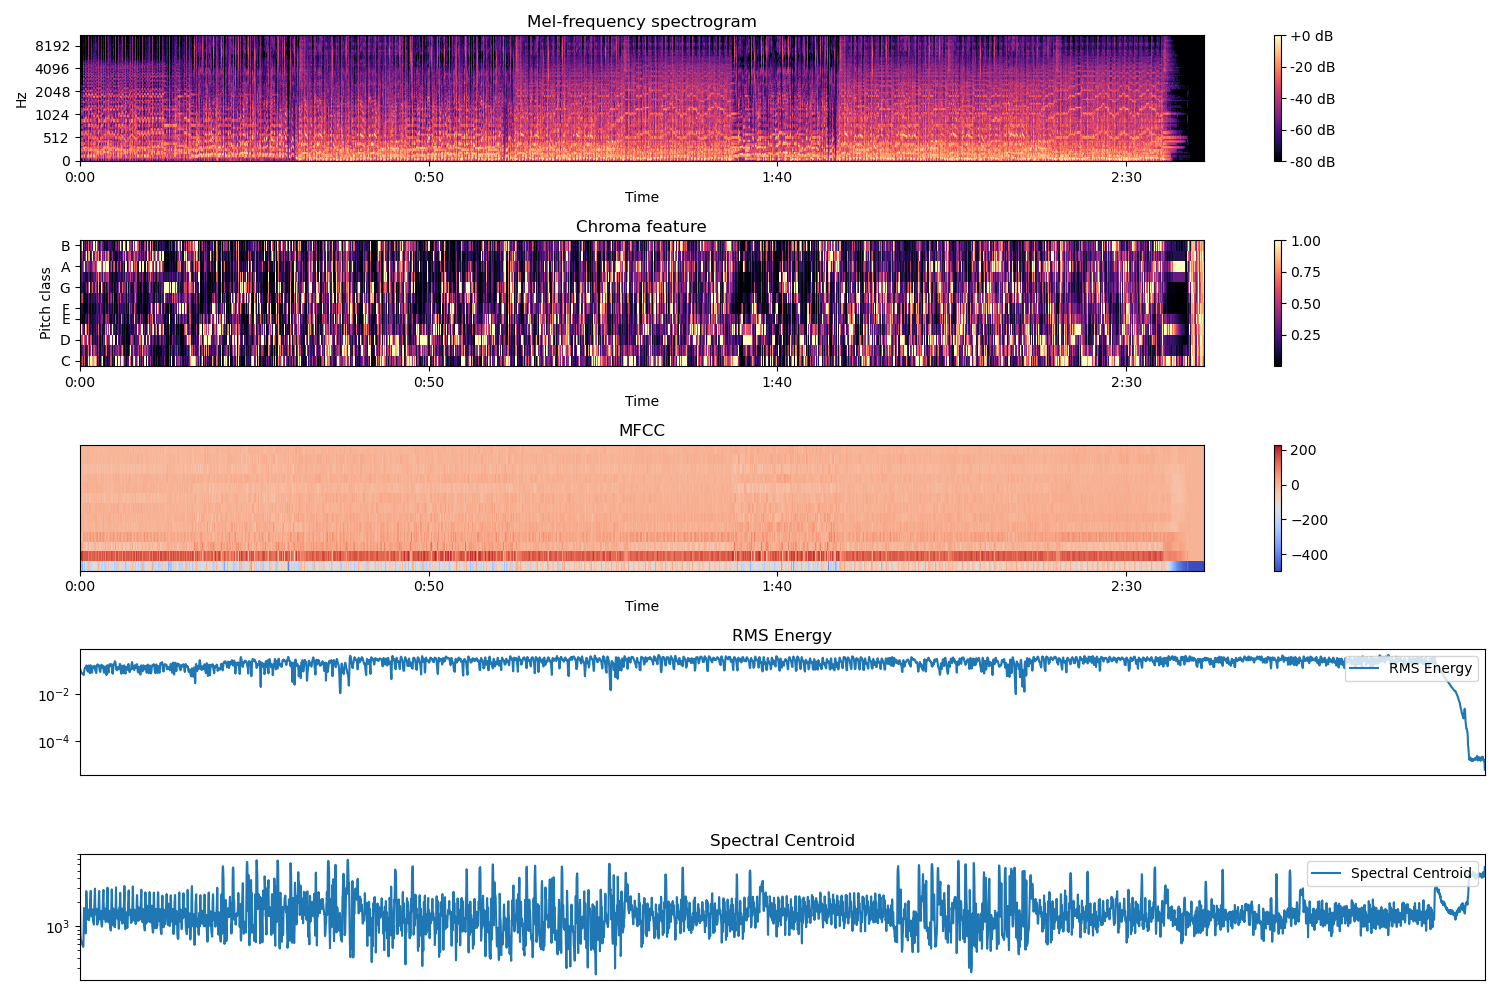 Mel-frequency spectrogram
8192
4096
2048
1024
512
0
Hz
0:00 0:50 1:40 2:30
Time
+0 dB
-20 dB
-40 dB
-60 dB
-80 dB
Chroma feature
B
A
G
F
E
D
C
Pitch class
0:00 0:50 1:40 2:30
Time
1.00
0.75
0.50
0.25
MFCC
0:00 0:50 1:40 2:30
Time
200
0
−200
−400
RMS Energy
10⁻²
10⁻⁴
RMS Energy
Spectral Centroid
10³
Spectral Centroid